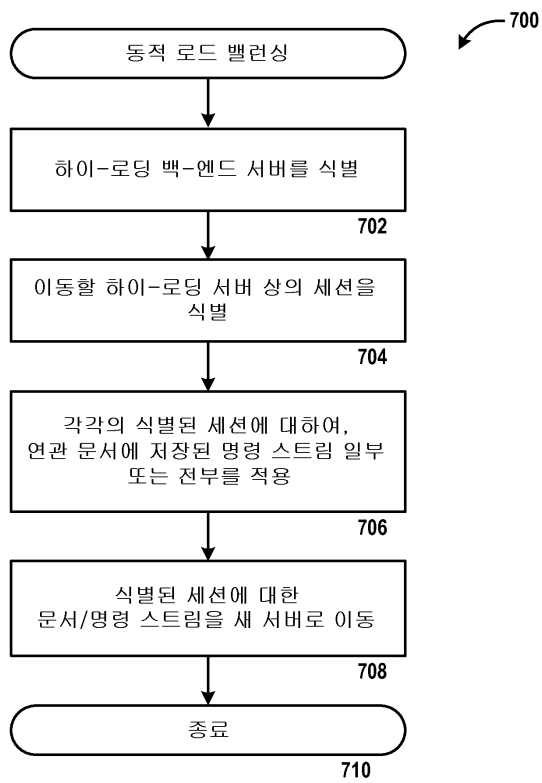 700
동적 로드 밸런싱
하이-로딩 백-엔드 서버를 식별
702
이동할 하이-로딩 서버 상의 세션을
식별
704
각각의 식별된 세션에 대하여,
연관 문서에 저장된 명령 스트림 일부
또는 전부를 적용
706
식별된 세션에 대한
문서/명령 스트림을 새 서버로 이동
708
종료
710